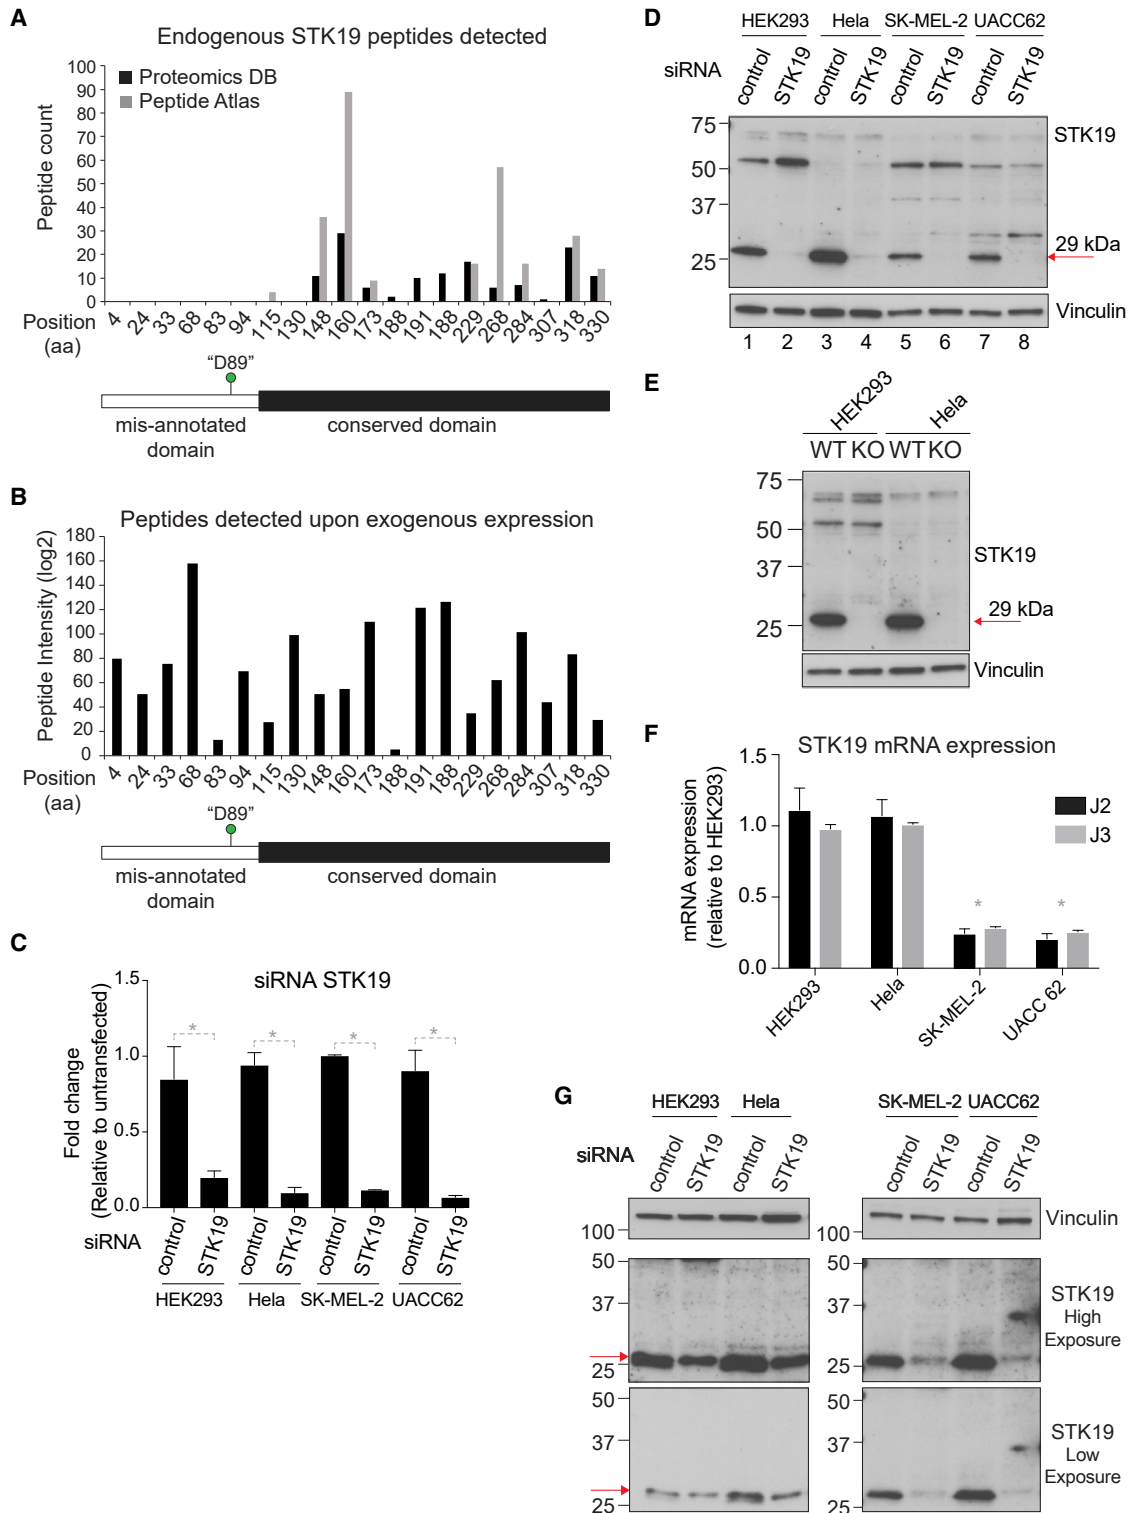 A
Endogenous STK19 peptides detected
Proteomics DB
Peptide Atlas
Peptide count
100
90
80
70
60
50
40
30
20
10
0
Position (aa)
4 24 33 68 83 94 115 130 148 160 173 188 191 188 229 268 284 307 318 330
“D89”
mis-annotated domain
conserved domain
B
Peptides detected upon exogenous expression
Peptide Intensity (log2)
180
160
140
120
100
80
60
40
20
0
Position (aa)
4 24 33 68 83 94 115 130 148 160 173 188 191 188 229 268 284 307 318 330
“D89”
mis-annotated domain
conserved domain
C
siRNA STK19
Fold change
(Relative to untransfected)
1.5
1.0
0.5
0.0
* * * *
siRNA
control STK19 control STK19 control STK19 control STK19
HEK293 Hela SK-MEL-2 UACC62
D
HEK293 Hela SK-MEL-2 UACC62
siRNA
control STK19 control STK19 control STK19 control STK19
75
50
37
25
STK19
29 kDa
Vinculin
1 2 3 4 5 6 7 8
E
HEK293 Hela
WT KO WT KO
75
50
37
25
STK19
29 kDa
Vinculin
F
STK19 mRNA expression
mRNA expression
(relative to HEK293)
1.5
1.0
0.5
0.0
J2
J3
* *
HEK293 Hela SK-MEL-2 UACC 62
G
HEK293 Hela SK-MEL-2 UACC62
siRNA
control STK19 control STK19 control STK19 control STK19
100
100
Vinculin
50
37
25
50
37
25
STK19
High
Exposure
50
37
25
50
37
25
STK19
Low
Exposure